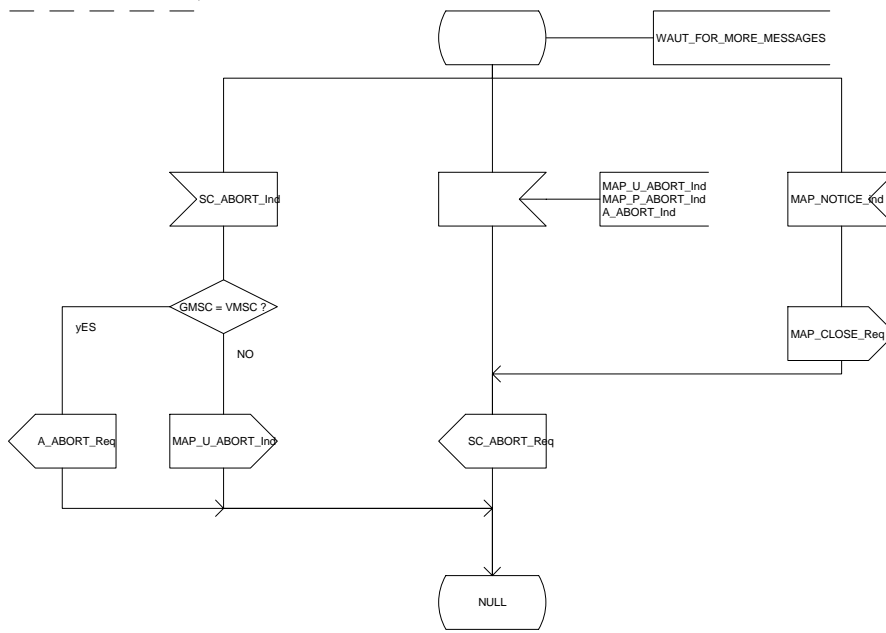 WAUT_FOR_MORE_MESSAGES
SC_ABORT_Ind
MAP_U_ABORT_Ind
MAP_P_ABORT_Ind
A_ABORT_Ind
MAP_NOTICE_ind
GMSC = VMSC ?
yES
NO
MAP_CLOSE_Req
A_ABORT_Req
MAP_U_ABORT_Ind
SC_ABORT_Req
NULL